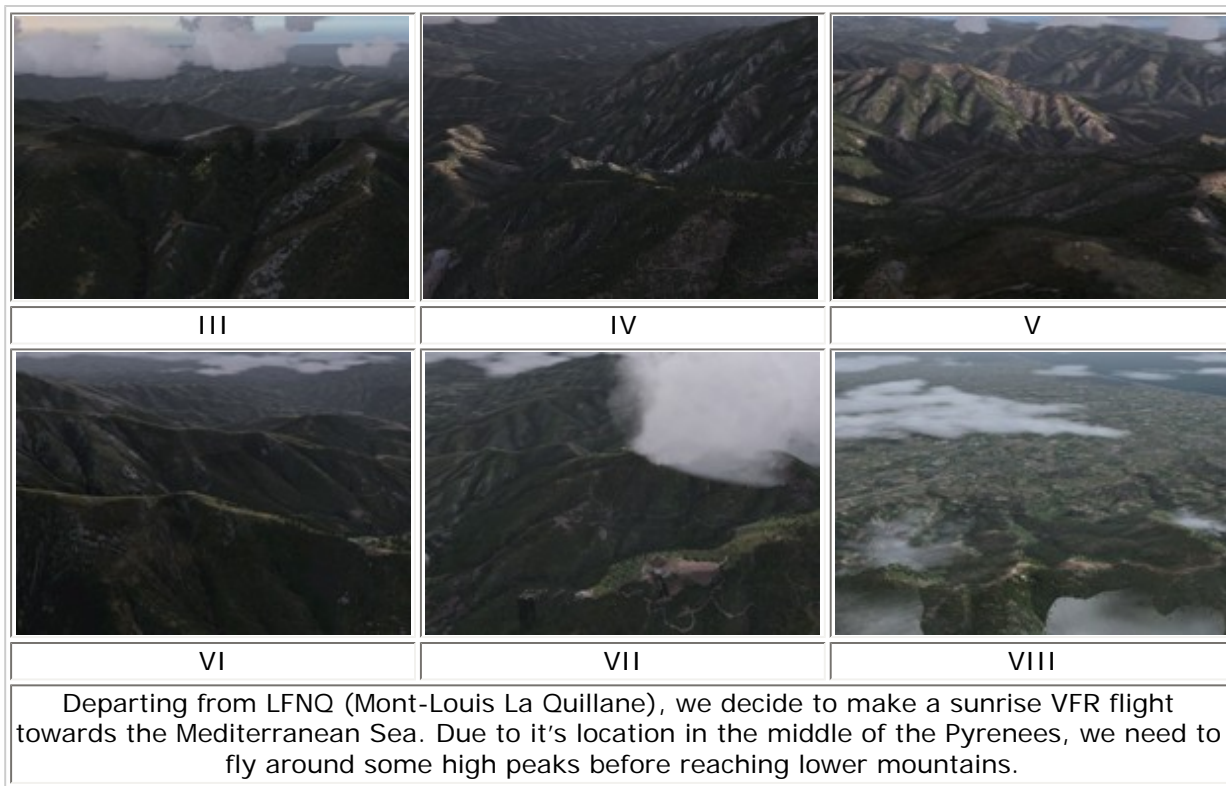 III
IV
V
VI
VII
VIII
Departing from LFNQ (Mont-Louis La Quillane), we decide to make a sunrise VFR flight
towards the Mediterranean Sea. Due to it's location in the middle of the Pyrenees, we need to
fly around some high peaks before reaching lower mountains.